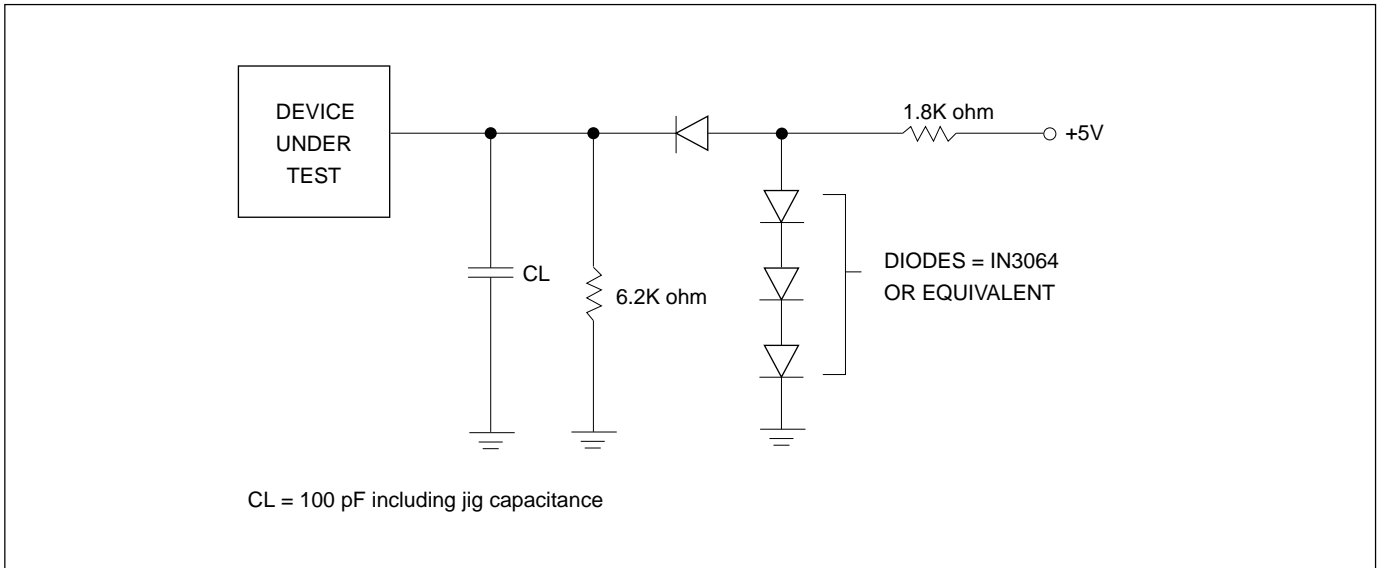 DEVICE
UNDER
TEST
1.8K ohm
+5V
CL
6.2K ohm
DIODES = IN3064
OR EQUIVALENT
CL = 100 pF including jig capacitance